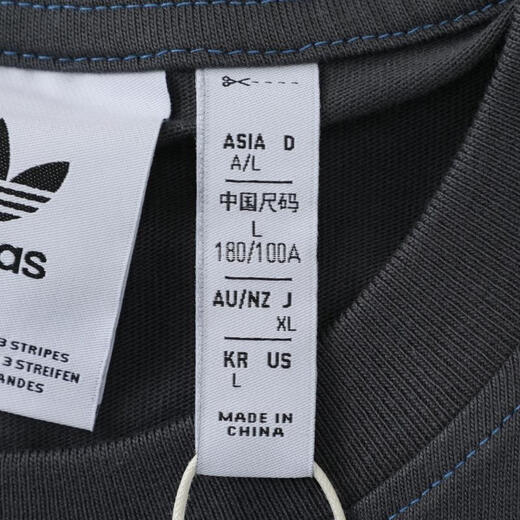 as
3 STRIPES
3 STREIFEN
ANDES
ASIA D
A/L
中国尺码
L
180/100A
AU/NZ J
XL
KR US
L
MADE IN
CHINA